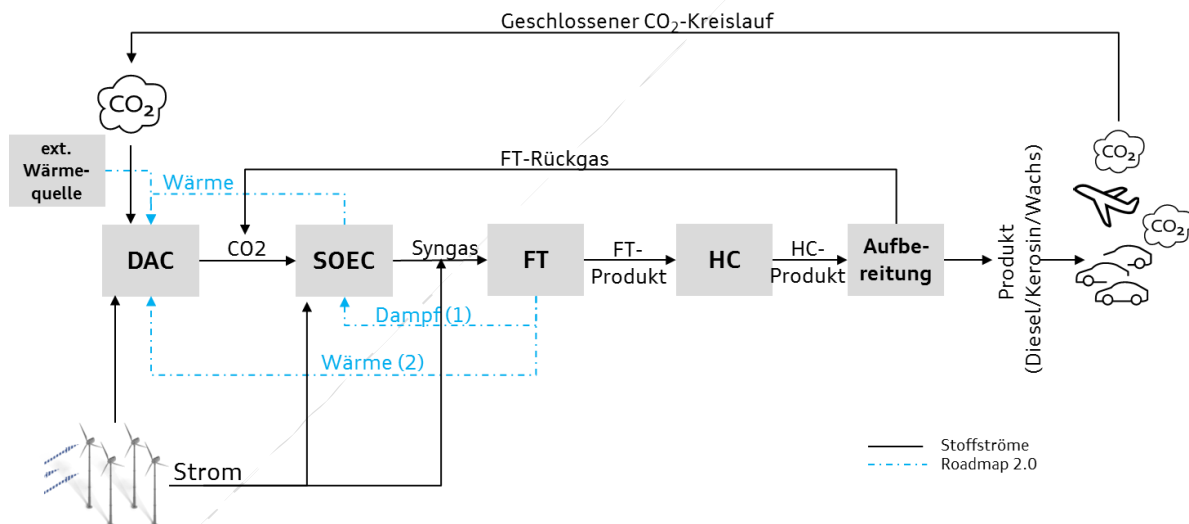 Geschlossener CO₂-Kreislauf
CO₂
ext.
Wärme-
quelle
FT-Rückgas
Wärme
CO₂
CO₂
DAC
CO2
SOEC
Syngas
FT
FT-
Produkt
HC
HC-
Produkt
Aufbe-
reitung
Produkt
(Diesel/Kerosin/Wachs)
Dampf (1)
Wärme (2)
Strom
Stoffströme
Roadmap 2.0